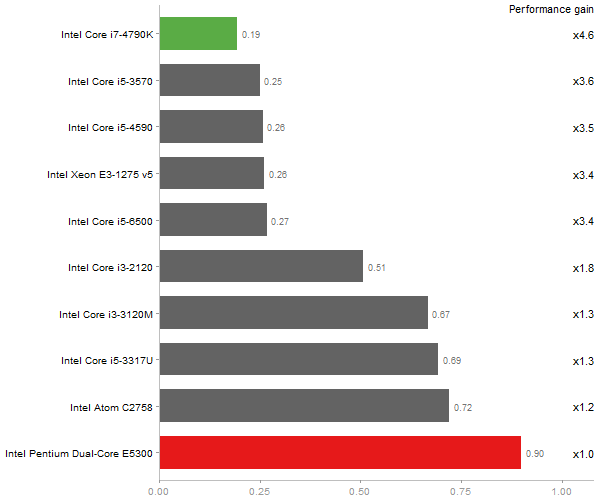 Performance gain
Intel Core i7-4790K 0.19 x4.6
Intel Core i5-3570 0.25 x3.6
Intel Core i5-4590 0.26 x3.5
Intel Xeon E3-1275 v5 0.26 x3.4
Intel Core i5-6500 0.27 x3.4
Intel Core i3-2120 0.51 x1.8
Intel Core i3-3120M 0.67 x1.3
Intel Core i5-3317U 0.69 x1.3
Intel Atom C2758 0.72 x1.2
Intel Pentium Dual-Core E5300 0.90 x1.0
0.00 0.25 0.50 0.75 1.00